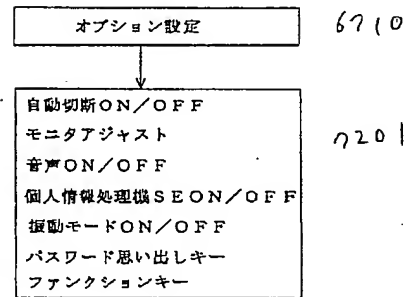 オプション設定 6710
自動切断ON/OFF
モニタアジャスト 7201
音声ON/OFF
個人情報処理機SEON/OFF
振動モードON/OFF
パスワード思い出しキー
ファンクションキー